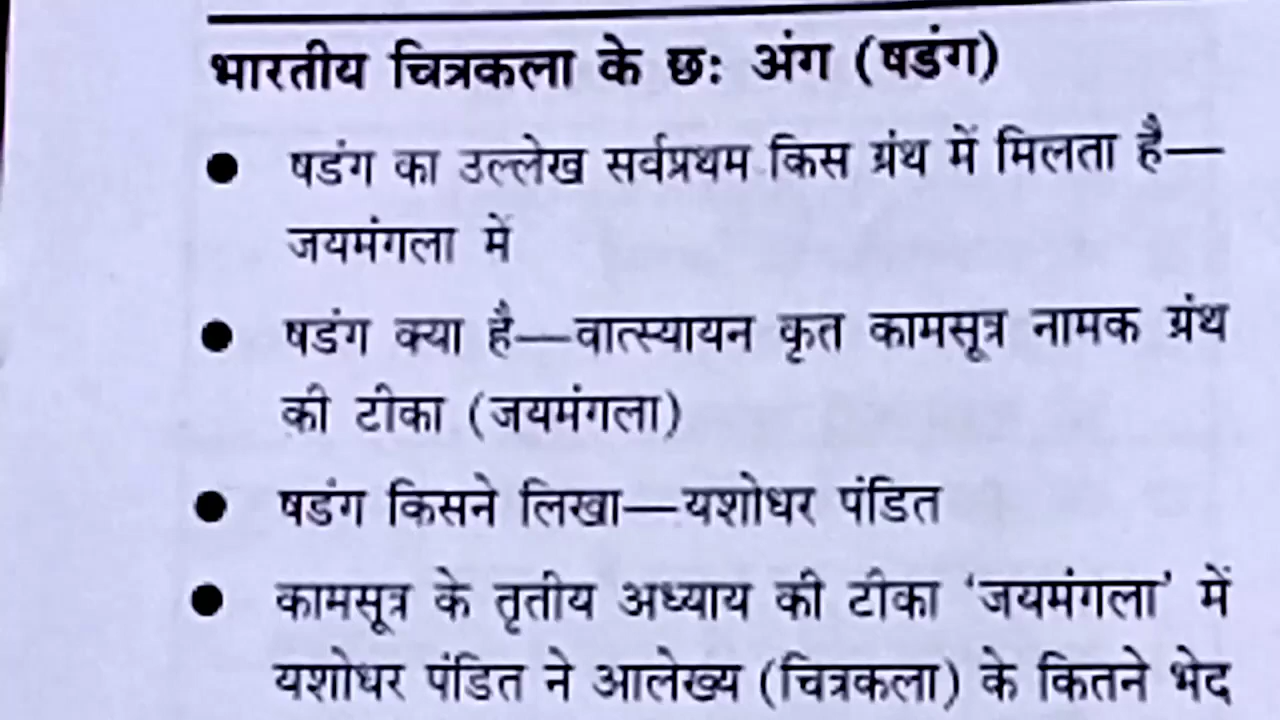 भारतीय चित्रकला के छः अंग (षडंग)
● षडंग का उल्लेख सर्वप्रथम किस ग्रंथ में मिलता है—
जयमंगला में
● षडंग क्या है—वात्स्यायन कृत कामसूत्र नामक ग्रंथ
की टीका (जयमंगला)
● षडंग किसने लिखा—यशोधर पंडित
● कामसूत्र के तृतीय अध्याय की टीका ‘जयमंगला’ में
यशोधर पंडित ने आलेख्य (चित्रकला) के कितने भेद